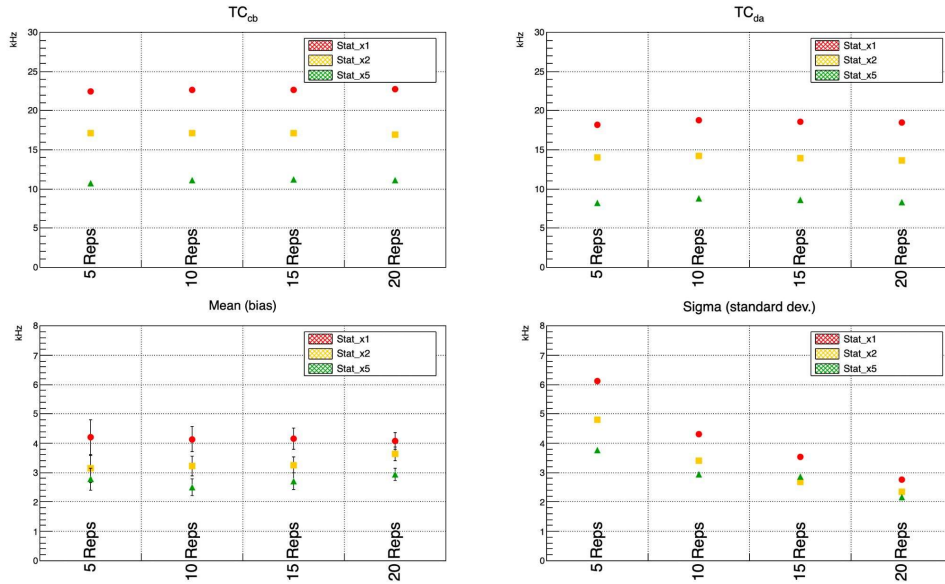 TC_cb
kHz
30
25
20
15
10
5
0
Stat_x1
Stat_x2
Stat_x5
5 Reps
10 Reps
15 Reps
20 Reps
TC_da
kHz
30
25
20
15
10
5
0
Stat_x1
Stat_x2
Stat_x5
5 Reps
10 Reps
15 Reps
20 Reps
Mean (bias)
kHz
8
7
6
5
4
3
2
1
0
Stat_x1
Stat_x2
Stat_x5
5 Reps
10 Reps
15 Reps
20 Reps
Sigma (standard dev.)
kHz
8
7
6
5
4
3
2
1
0
Stat_x1
Stat_x2
Stat_x5
5 Reps
10 Reps
15 Reps
20 Reps